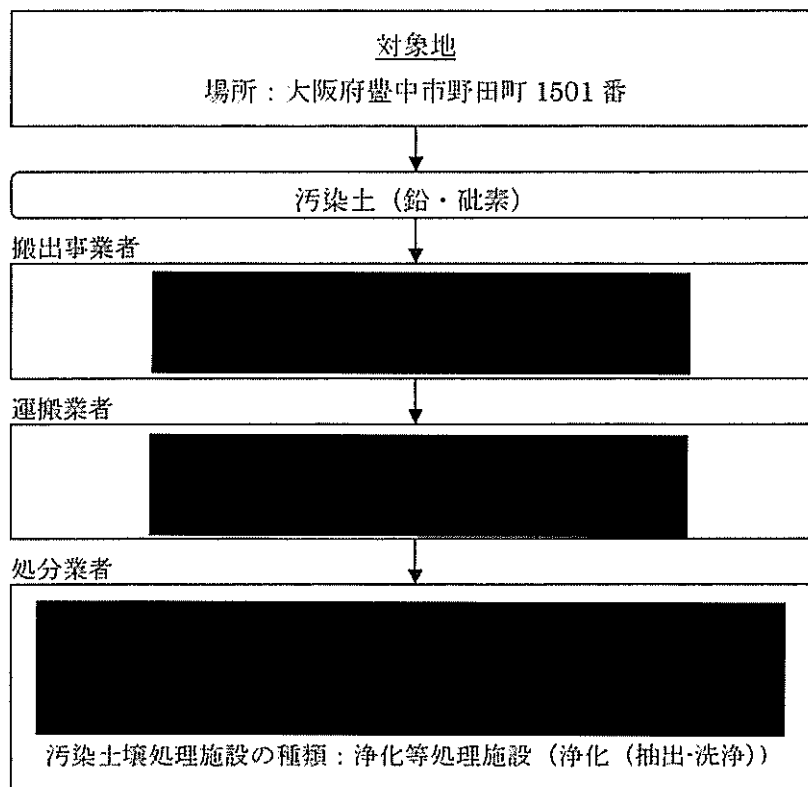 対象地
場所：大阪府豊中市野田町 1501 番
汚染土（鉛・砒素）
搬出事業者
運搬業者
処分業者
汚染土壌処理施設の種類：浄化等処理施設（浄化（抽出-洗浄））